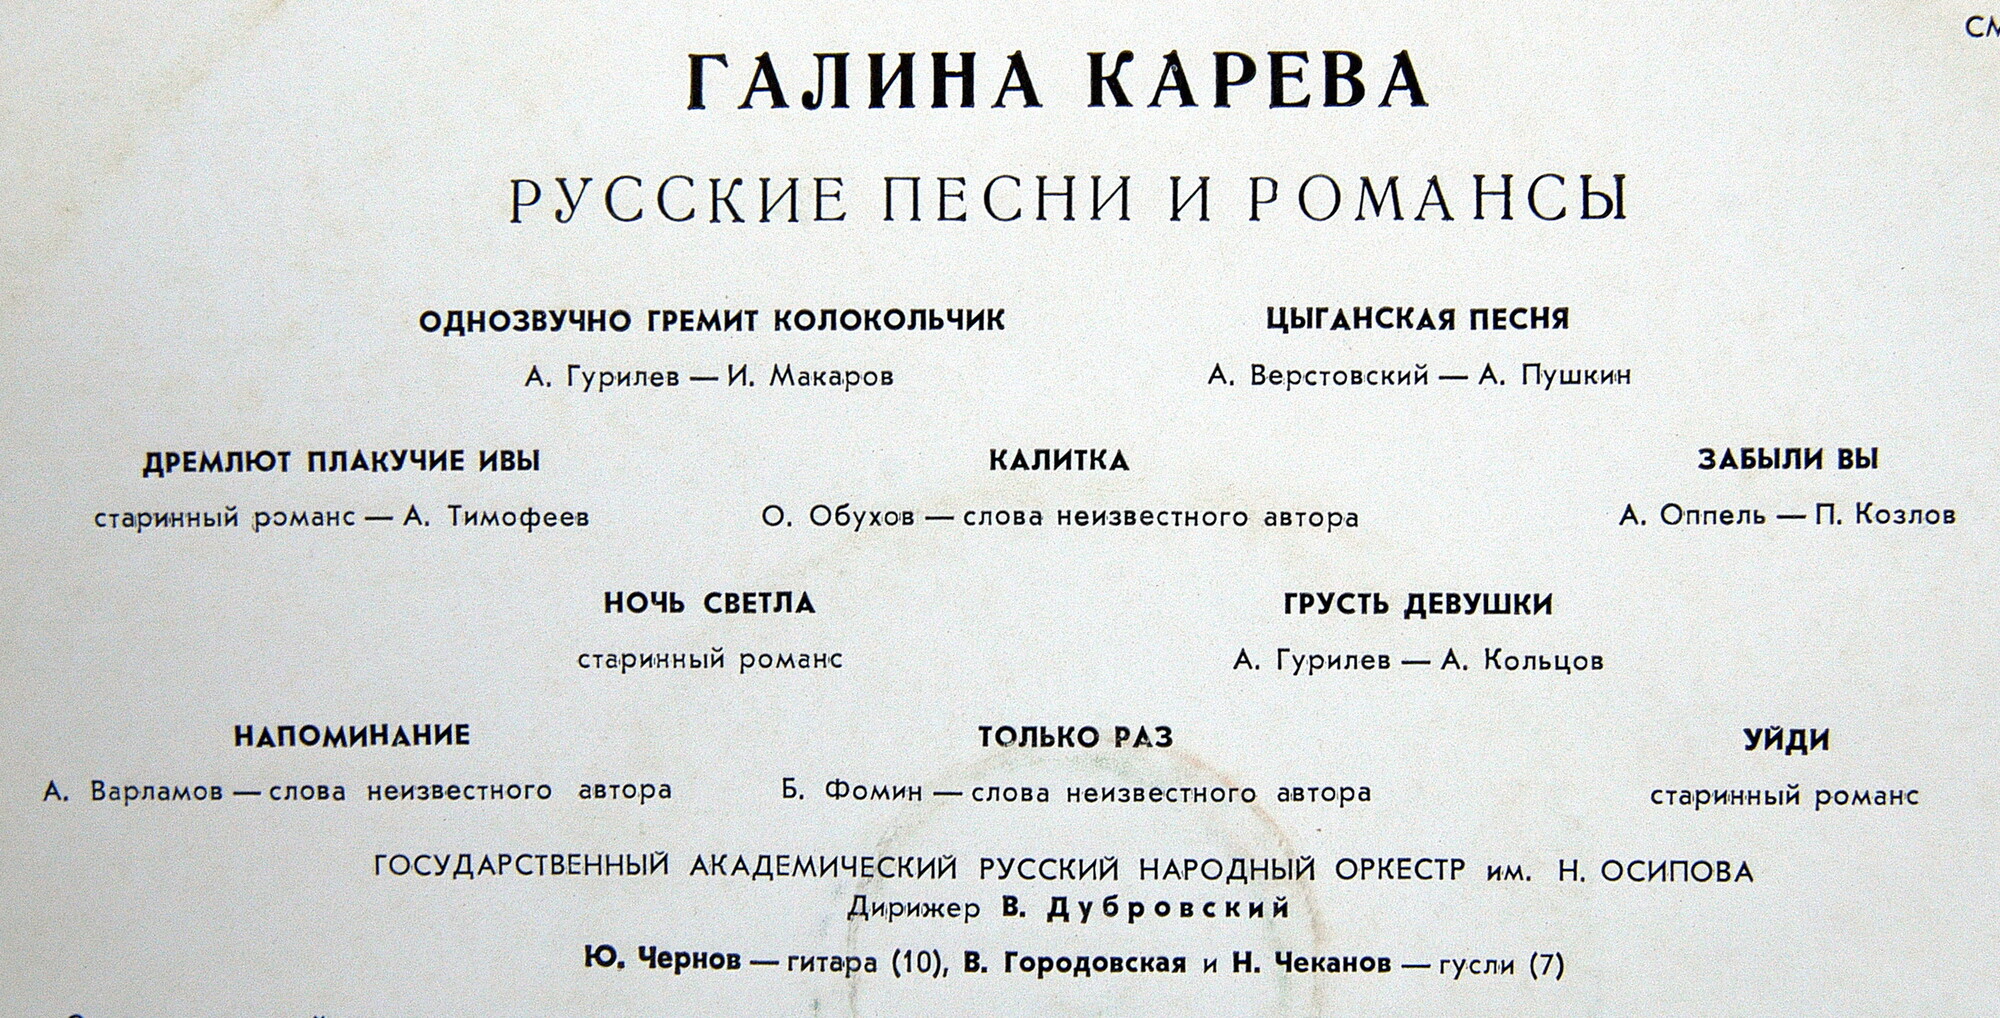 СМ
ГАЛИНА КАРЕВА
РУССКИЕ ПЕСНИ И РОМАНСЫ
ОДНОЗВУЧНО ГРЕМИТ КОЛОКОЛЬЧИК ЦЫГАНСКАЯ ПЕСНЯ
А. Гурилев — И. Макаров А. Верстовский — А. Пушкин
ДРЕМЛЮТ ПЛАКУЧИЕ ИВЫ КАЛИТКА ЗАБЫЛИ ВЫ
старинный романс — А. Тимофеев О. Обухов — слова неизвестного автора А. Оппель — П. Козлов
НОЧЬ СВЕТЛА ГРУСТЬ ДЕВУШКИ
старинный романс А. Гурилев — А. Кольцов
НАПОМИНАНИЕ ТОЛЬКО РАЗ УЙДИ
А. Варламов — слова неизвестного автора Б. Фомин — слова неизвестного автора старинный романс
ГОСУДАРСТВЕННЫЙ АКАДЕМИЧЕСКИЙ РУССКИЙ НАРОДНЫЙ ОРКЕСТР им. Н. ОСИПОВА
Дирижер В. Дубровский
Ю. Чернов — гитара (10), В. Городовская и Н. Чеканов — гусли (7)